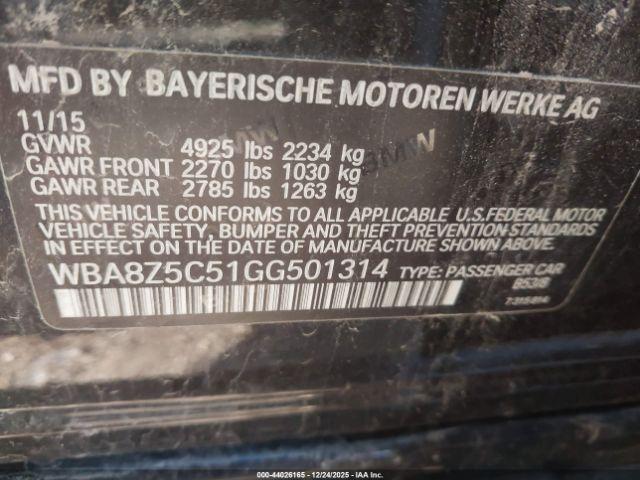 MFD BY BAYERISCHE MOTOREN WERKE AG
11/15
GVWR 4925 lbs 2234 kg
GAWR FRONT 2270 lbs 1030 kg
GAWR REAR 2785 lbs 1263 kg
THIS VEHICLE CONFORMS TO ALL APPLICABLE U.S.FEDERAL MOTOR
VEHICLE SAFETY, BUMPER AND THEFT PREVENTION STANDARDS
IN EFFECT ON THE DATE OF MANUFACTURE SHOWN ABOVE.
WBA8Z5C51GG501314 TYPE: PASSENGER CAR
000-44026165 - 12/24/2025 - WWW.IAAI.COM